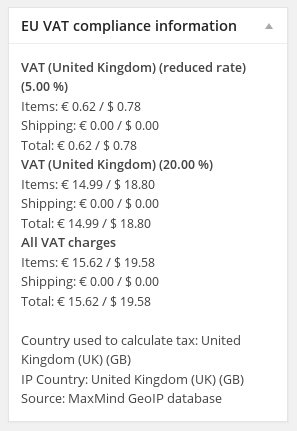 EU VAT compliance information
VAT (United Kingdom) (reduced rate)
(5.00 %)
Items: € 0.62 / $ 0.78
Shipping: € 0.00 / $ 0.00
Total: € 0.62 / $ 0.78
VAT (United Kingdom) (20.00 %)
Items: € 14.99 / $ 18.80
Shipping: € 0.00 / $ 0.00
Total: € 14.99 / $ 18.80
All VAT charges
Items: € 15.62 / $ 19.58
Shipping: € 0.00 / $ 0.00
Total: € 15.62 / $ 19.58
Country used to calculate tax: United
Kingdom (UK) (GB)
IP Country: United Kingdom (UK) (GB)
Source: MaxMind GeoIP database